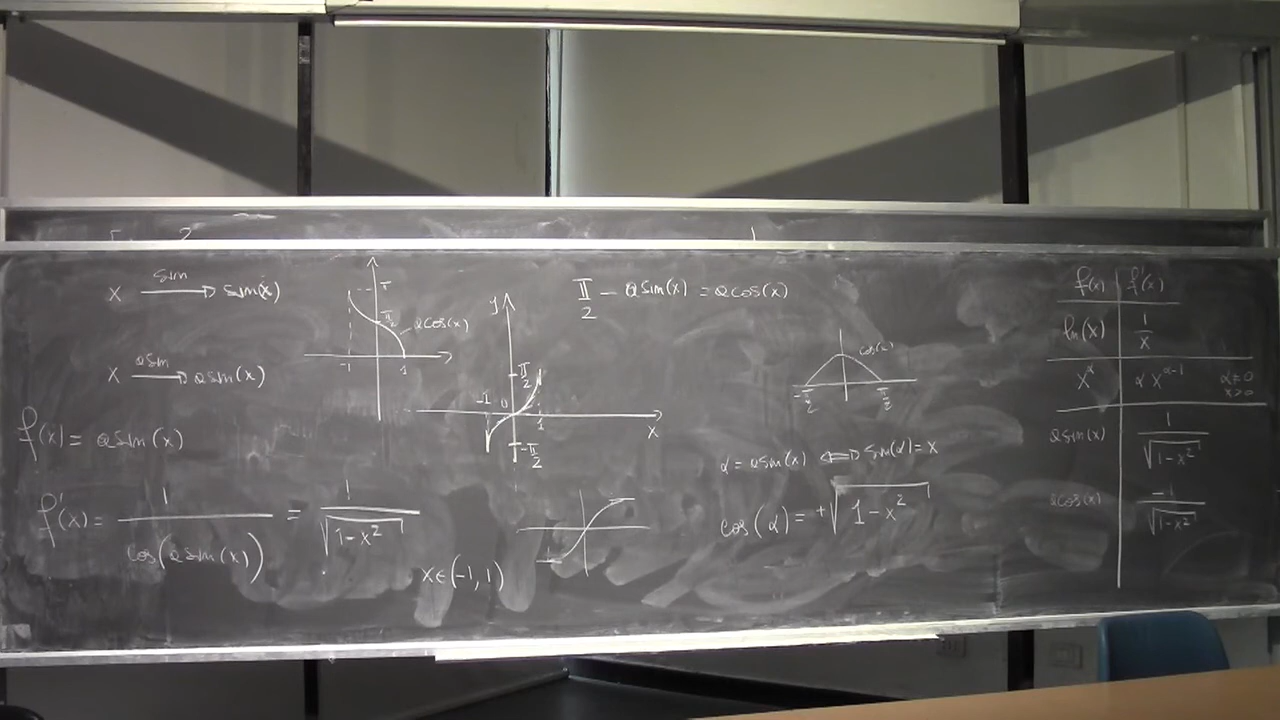 x sin→ sin(x)
π
π/2
acos(x)
-1 1
π/2 - asin(x) = acos(x)
x asin→ asin(x)
y
π/2
-1 0 1
x
-π/2
cos(x)
-π/2 π/2
f(x) = asin(x)
α = asin(x) ⇔ sin(α) = x
f'(x) = 1/cos(asin(x)) = 1/√(1-x²)
cos(α) = +√(1-x²)
x∈(-1,1)
f(x) f'(x)
ln(x) 1/x
x^α α x^(α-1) α≠0
x>0
asin(x) 1/√(1-x²)
acos(x) -1/√(1-x²)